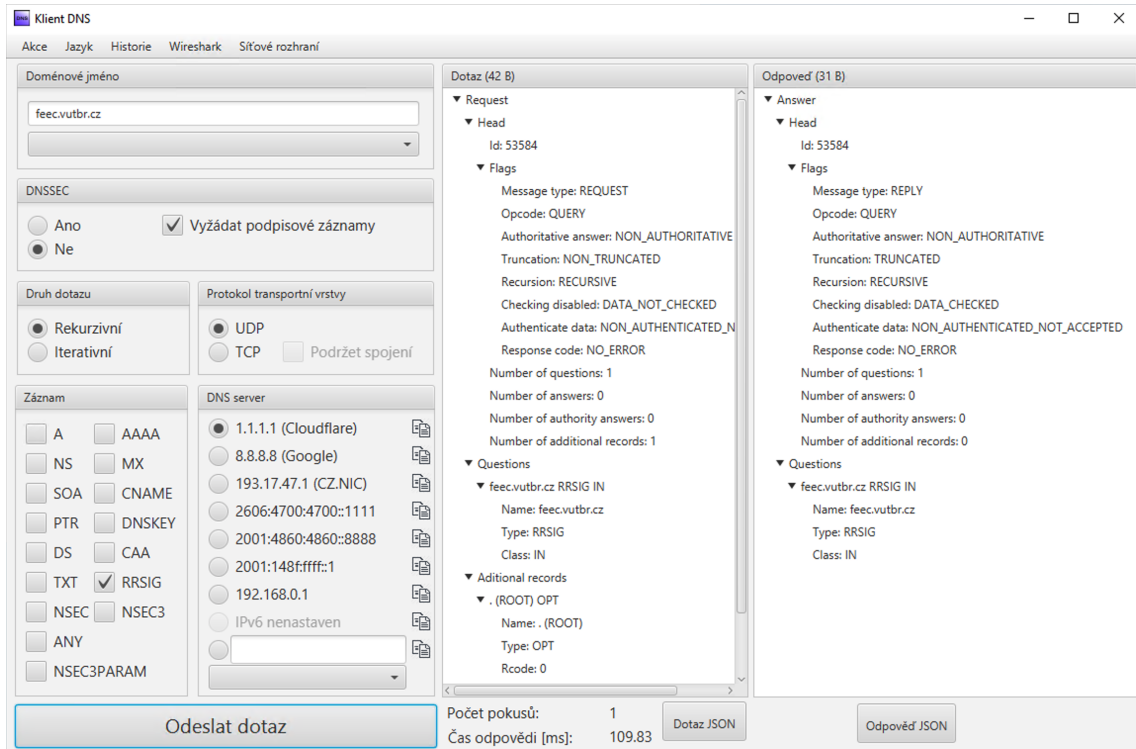 DNS Klient DNS
Akce Jazyk Historie Wireshark Síťové rozhraní
Doménové jméno
feec.vutbr.cz
DNSSEC
Ano
Vyžádat podpisové záznamy
Ne
Druh dotazu
Rekurzivní
Iterativní
Protokol transportní vrstvy
UDP
TCP Podržet spojení
Záznam
A AAAA
NS MX
SOA CNAME
PTR DNSKEY
DS CAA
TXT RRSIG
NSEC NSEC3
ANY
NSEC3PARAM
DNS server
1.1.1.1 (Cloudflare)
8.8.8.8 (Google)
193.17.47.1 (CZ.NIC)
2606:4700:4700::1111
2001:4860:4860::8888
2001:148f:ffff::1
192.168.0.1
IPv6 nenastaven
Odeslat dotaz
Dotaz (42 B)
Request
Head
Id: 53584
Flags
Message type: REQUEST
Opcode: QUERY
Authoritative answer: NON_AUTHORITATIVE
Truncation: NON_TRUNCATED
Recursion: RECURSIVE
Checking disabled: DATA_NOT_CHECKED
Authenticate data: NON_AUTHENTICATED_N
Response code: NO_ERROR
Number of questions: 1
Number of answers: 0
Number of authority answers: 0
Number of additional records: 1
Questions
feec.vutbr.cz RRSIG IN
Name: feec.vutbr.cz
Type: RRSIG
Class: IN
Aditional records
. (ROOT) OPT
Name: . (ROOT)
Type: OPT
Rcode: 0
Počet pokusů: 1
Čas odpovědi [ms]: 109.83
Dotaz JSON
Odpoveď (31 B)
Answer
Head
Id: 53584
Flags
Message type: REPLY
Opcode: QUERY
Authoritative answer: NON_AUTHORITATIVE
Truncation: TRUNCATED
Recursion: RECURSIVE
Checking disabled: DATA_CHECKED
Authenticate data: NON_AUTHENTICATED_NOT_ACCEPTED
Response code: NO_ERROR
Number of questions: 1
Number of answers: 0
Number of authority answers: 0
Number of additional records: 0
Questions
feec.vutbr.cz RRSIG IN
Name: feec.vutbr.cz
Type: RRSIG
Class: IN
Odpověď JSON